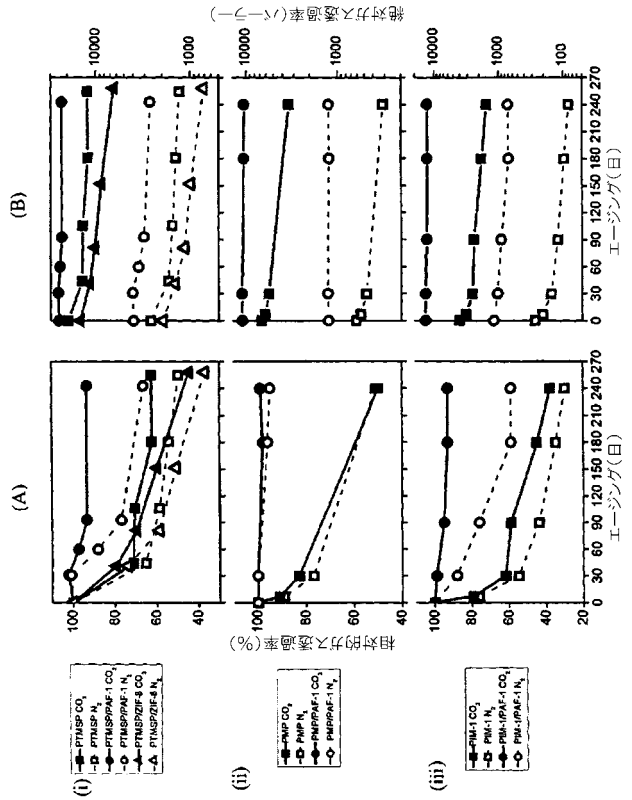 (A)
(B)
(i)
PTMSP CO₂
PTMSP N₂
PTMSP/PAF-1 CO₂
PTMSP/PAF-1 N₂
PTMSP/ZIF-8 CO₂
PTMSP/ZIF-8 N₂
100
80
60
40
10000
1000
(ii)
PMP CO₂
PMP N₂
PMP/PAF-1 CO₂
PMP/PAF-1 N₂
相対的ガス透過率(%)
100
80
60
40
10000
1000
絶対ガス透過率(バーラー)
(iii)
PIM-1 CO₂
PIM-1 N₂
PIM-1/PAF-1 CO₂
PIM-1/PAF-1 N₂
100
80
60
40
20
10000
1000
100
0 30 60 90 120 150 180 210 240 270
エージング(日)
0 30 60 90 120 150 180 210 240 270
エージング(日)